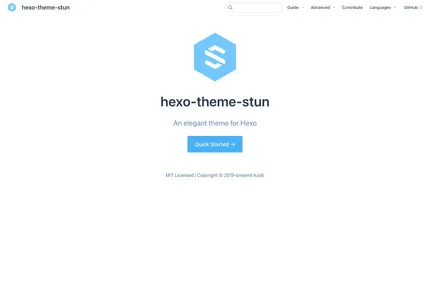 hexo-theme-stun
Guide
Advanced
Contribute
Languages
GitHub
hexo-theme-stun
An elegant theme for Hexo
Quick Started →
MIT Licensed | Copyright © 2019-present liuyib